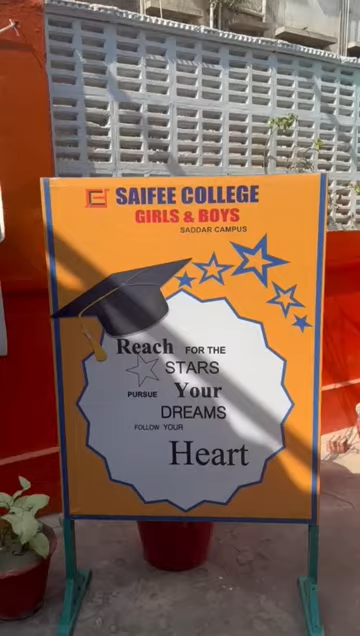 SAIFEE COLLEGE
GIRLS & BOYS
SADDAR CAMPUS
Reach FOR THE
STARS
PURSUE Your
DREAMS
FOLLOW YOUR
Heart